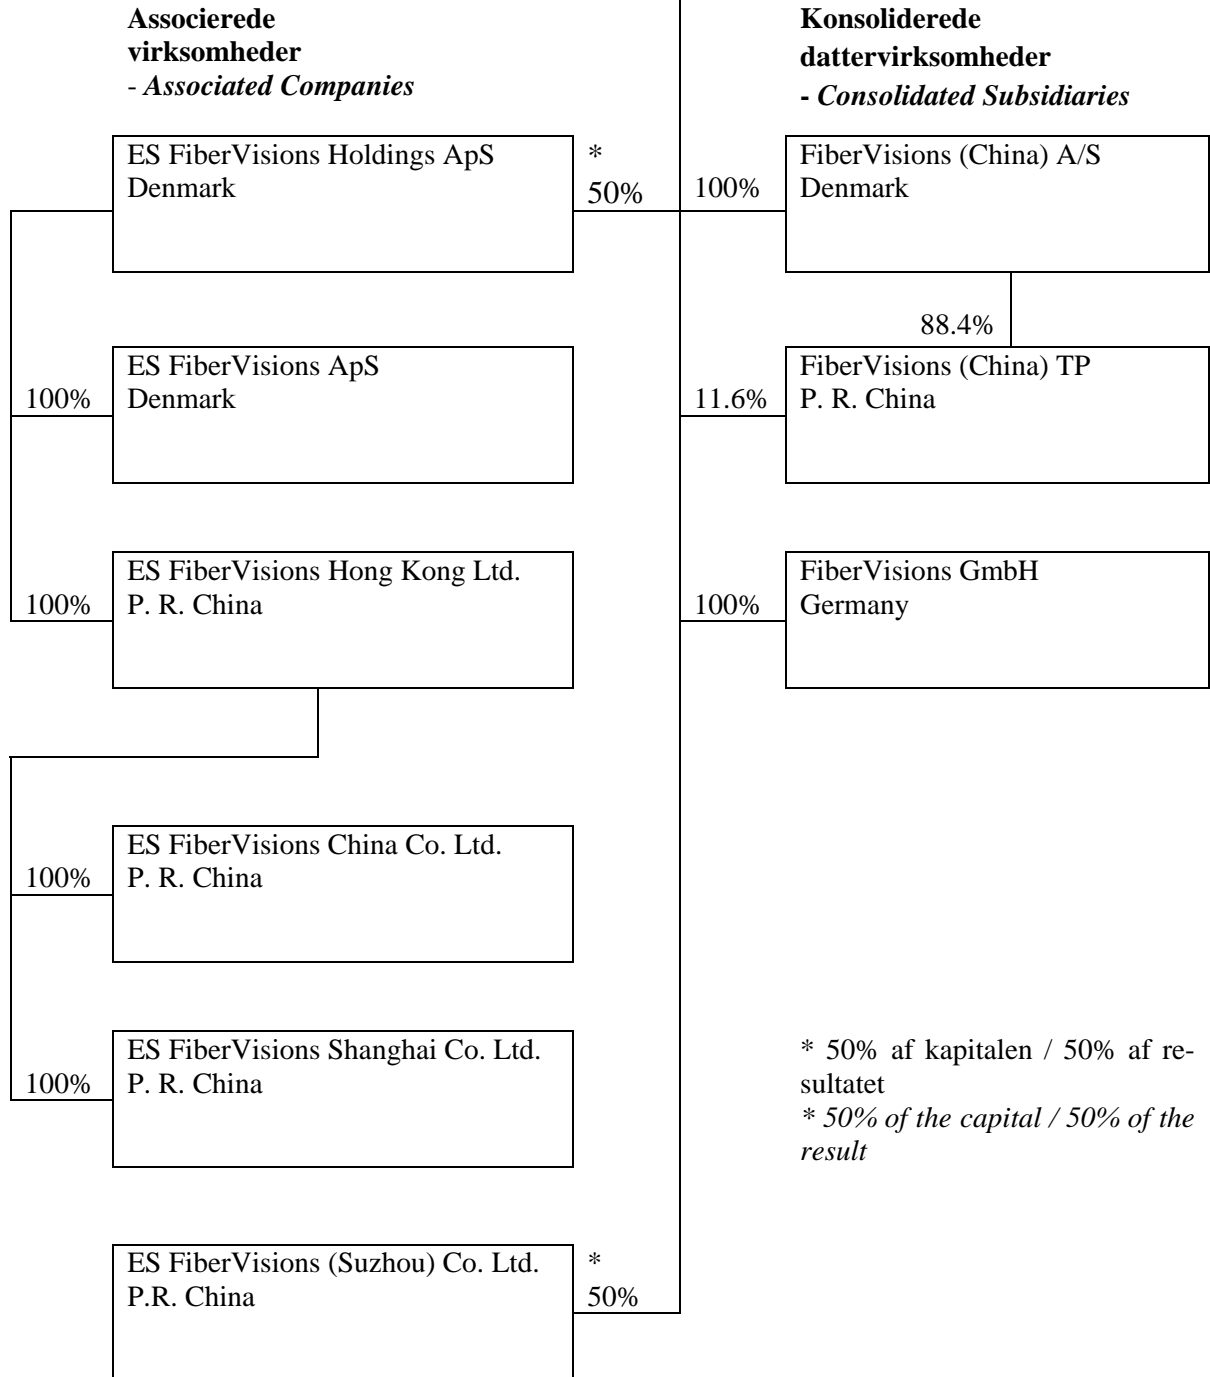 Associerede
virksomheder
- Associated Companies
Konsoliderede
dattervirksomheder
- Consolidated Subsidiaries
ES FiberVisions Holdings ApS
Denmark
*
50%
100%
FiberVisions (China) A/S
Denmark
88.4%
100%
ES FiberVisions ApS
Denmark
11.6%
FiberVisions (China) TP
P. R. China
100%
ES FiberVisions Hong Kong Ltd.
P. R. China
100%
FiberVisions GmbH
Germany
100%
ES FiberVisions China Co. Ltd.
P. R. China
100%
ES FiberVisions Shanghai Co. Ltd.
P. R. China
* 50% af kapitalen / 50% af re-
sultatet
* 50% of the capital / 50% of the
result
ES FiberVisions (Suzhou) Co. Ltd.
P.R. China
*
50%